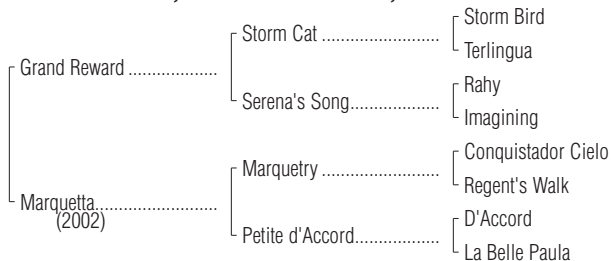 Storm Bird
Storm Cat ........................
Terlingua
Grand Reward ..................
Rahy
Serena's Song..................
Imagining
Conquistador Cielo
Marquetry ........................
Regent's Walk
Marquetta.........................
(2002)
D'Accord
Petite d'Accord.................
La Belle Paula